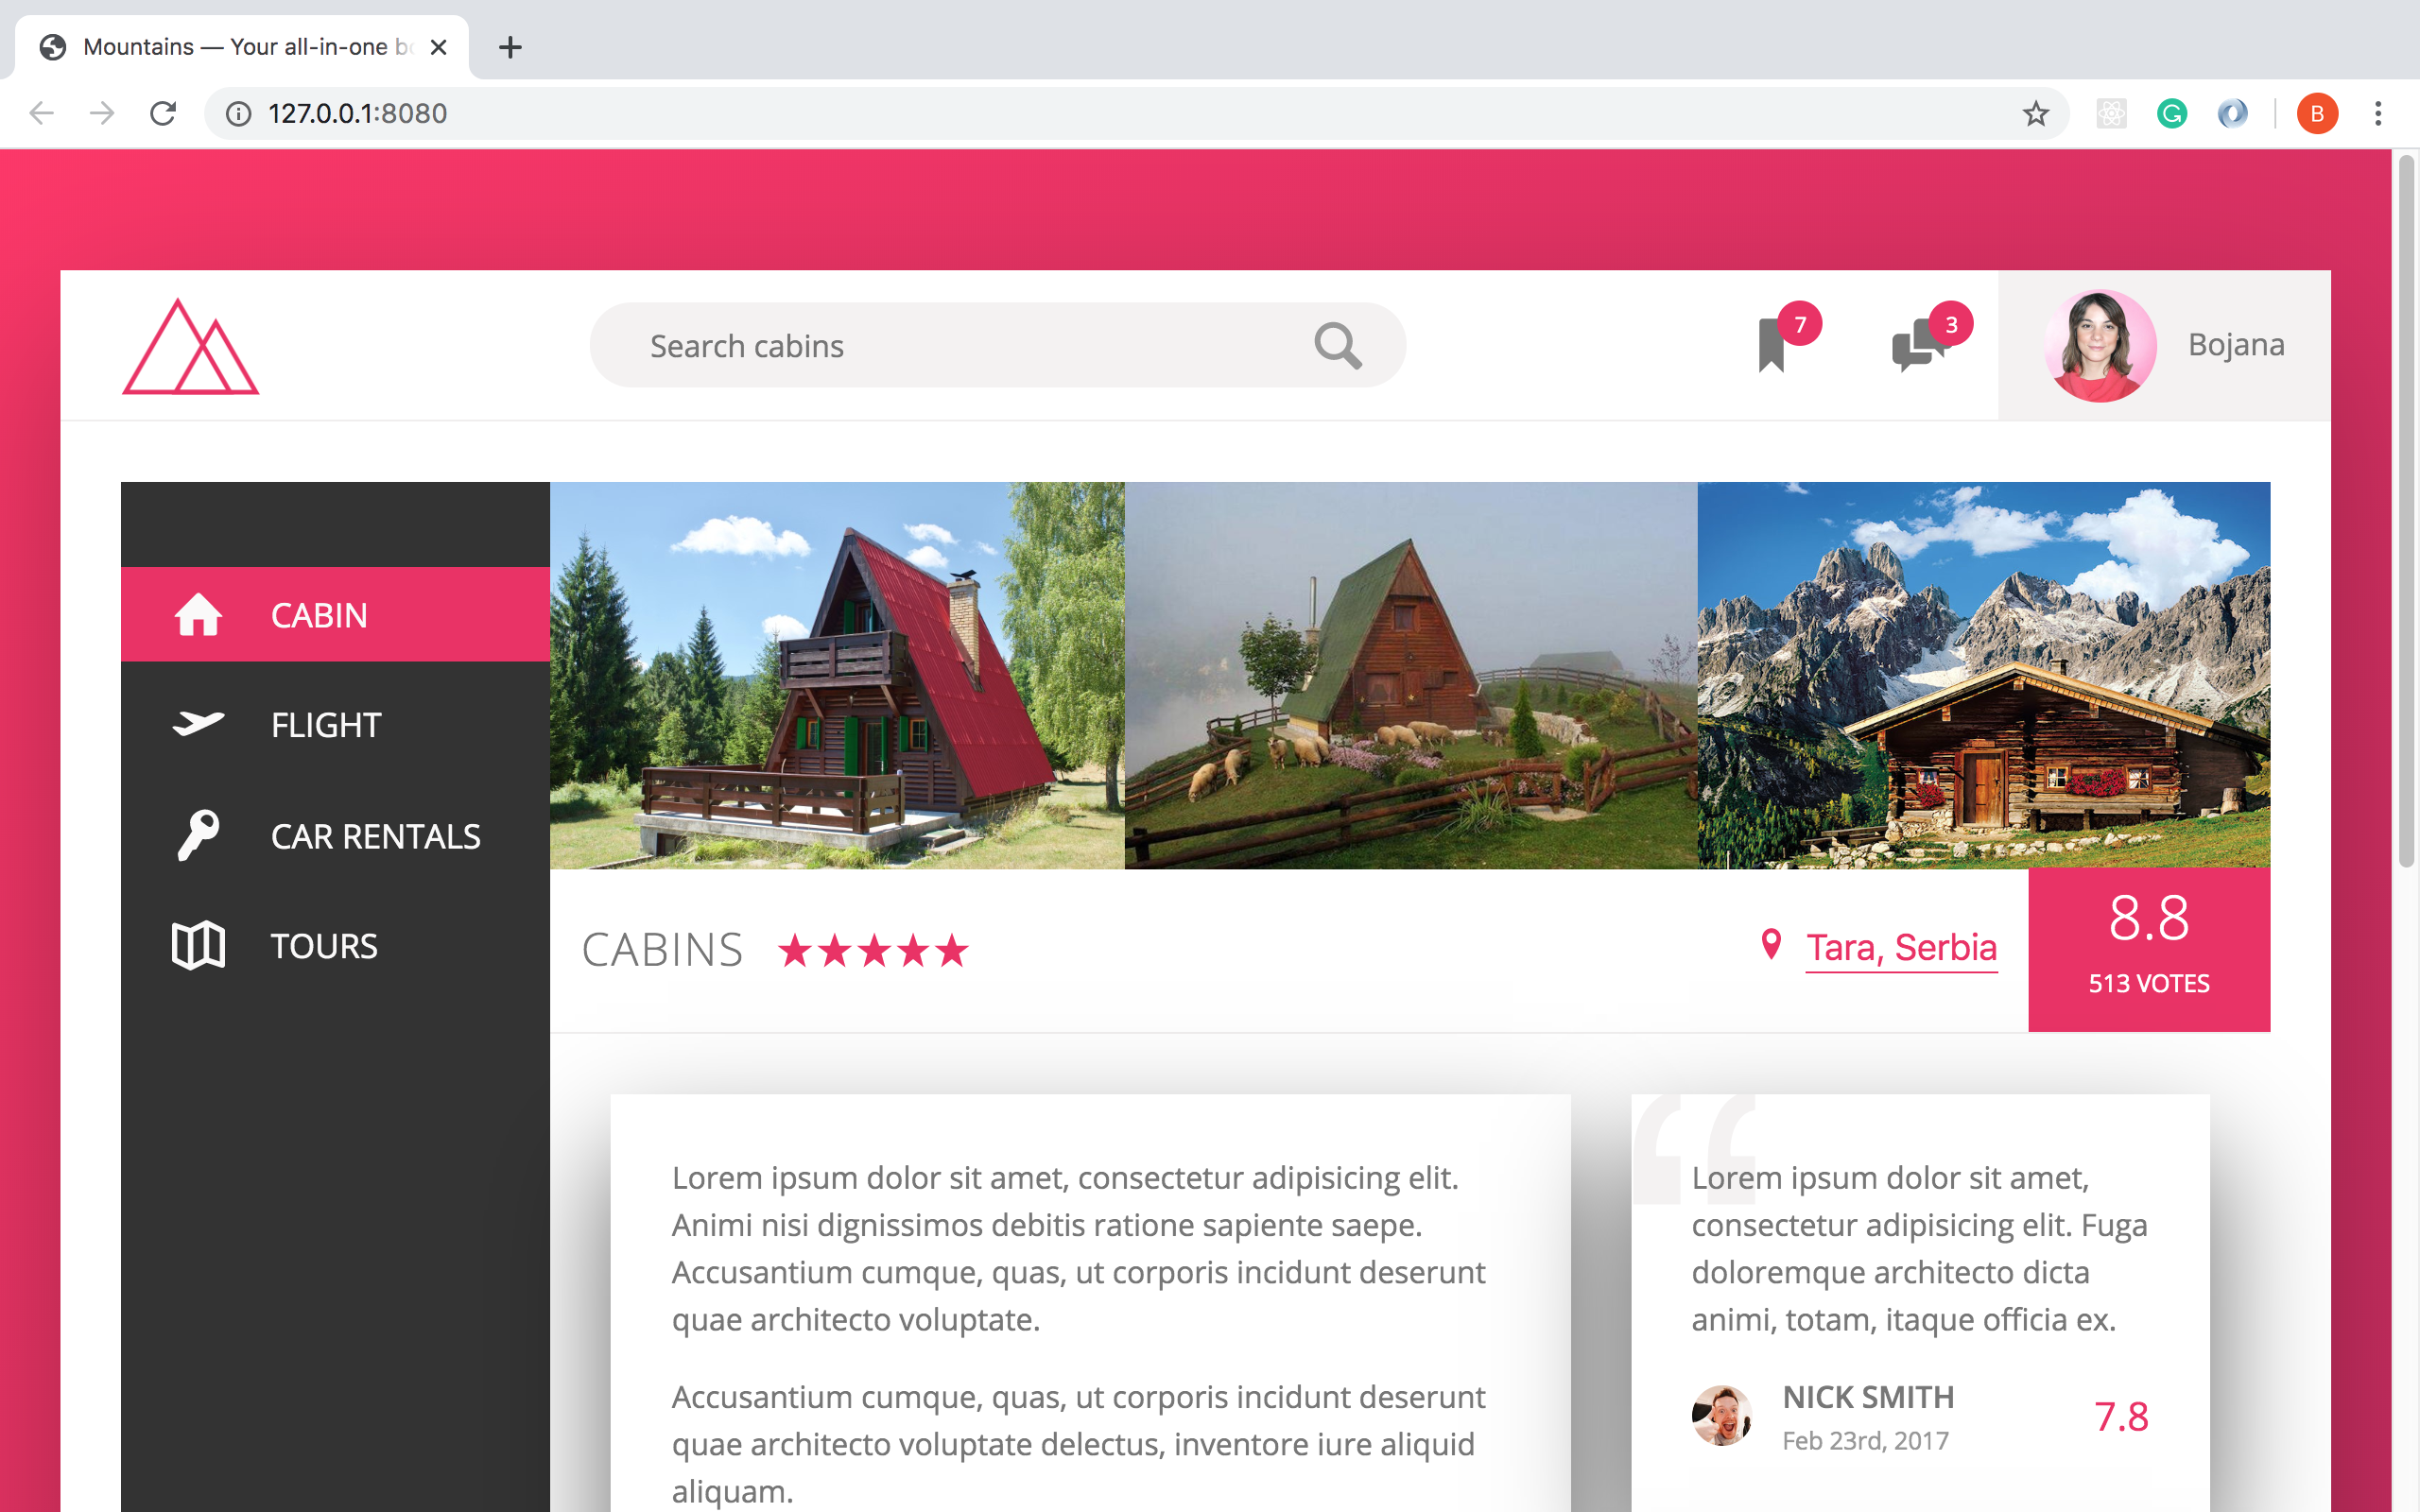 Mountains — Your all-in-one
127.0.0.1:8080
B
Search cabins
7
3
Bojana
CABIN
FLIGHT
CAR RENTALS
TOURS
CABINS ★★★★★
Tara, Serbia
8.8
513 VOTES
Lorem ipsum dolor sit amet, consectetur adipisicing elit.
Animi nisi dignissimos debitis ratione sapiente saepe.
Accusantium cumque, quas, ut corporis incidunt deserunt
quae architecto voluptate.
Accusantium cumque, quas, ut corporis incidunt deserunt
quae architecto voluptate delectus, inventore iure aliquid
aliquam.
“
Lorem ipsum dolor sit amet,
consectetur adipisicing elit. Fuga
doloremque architecto dicta
animi, totam, itaque officia ex.
NICK SMITH
Feb 23rd, 2017
7.8